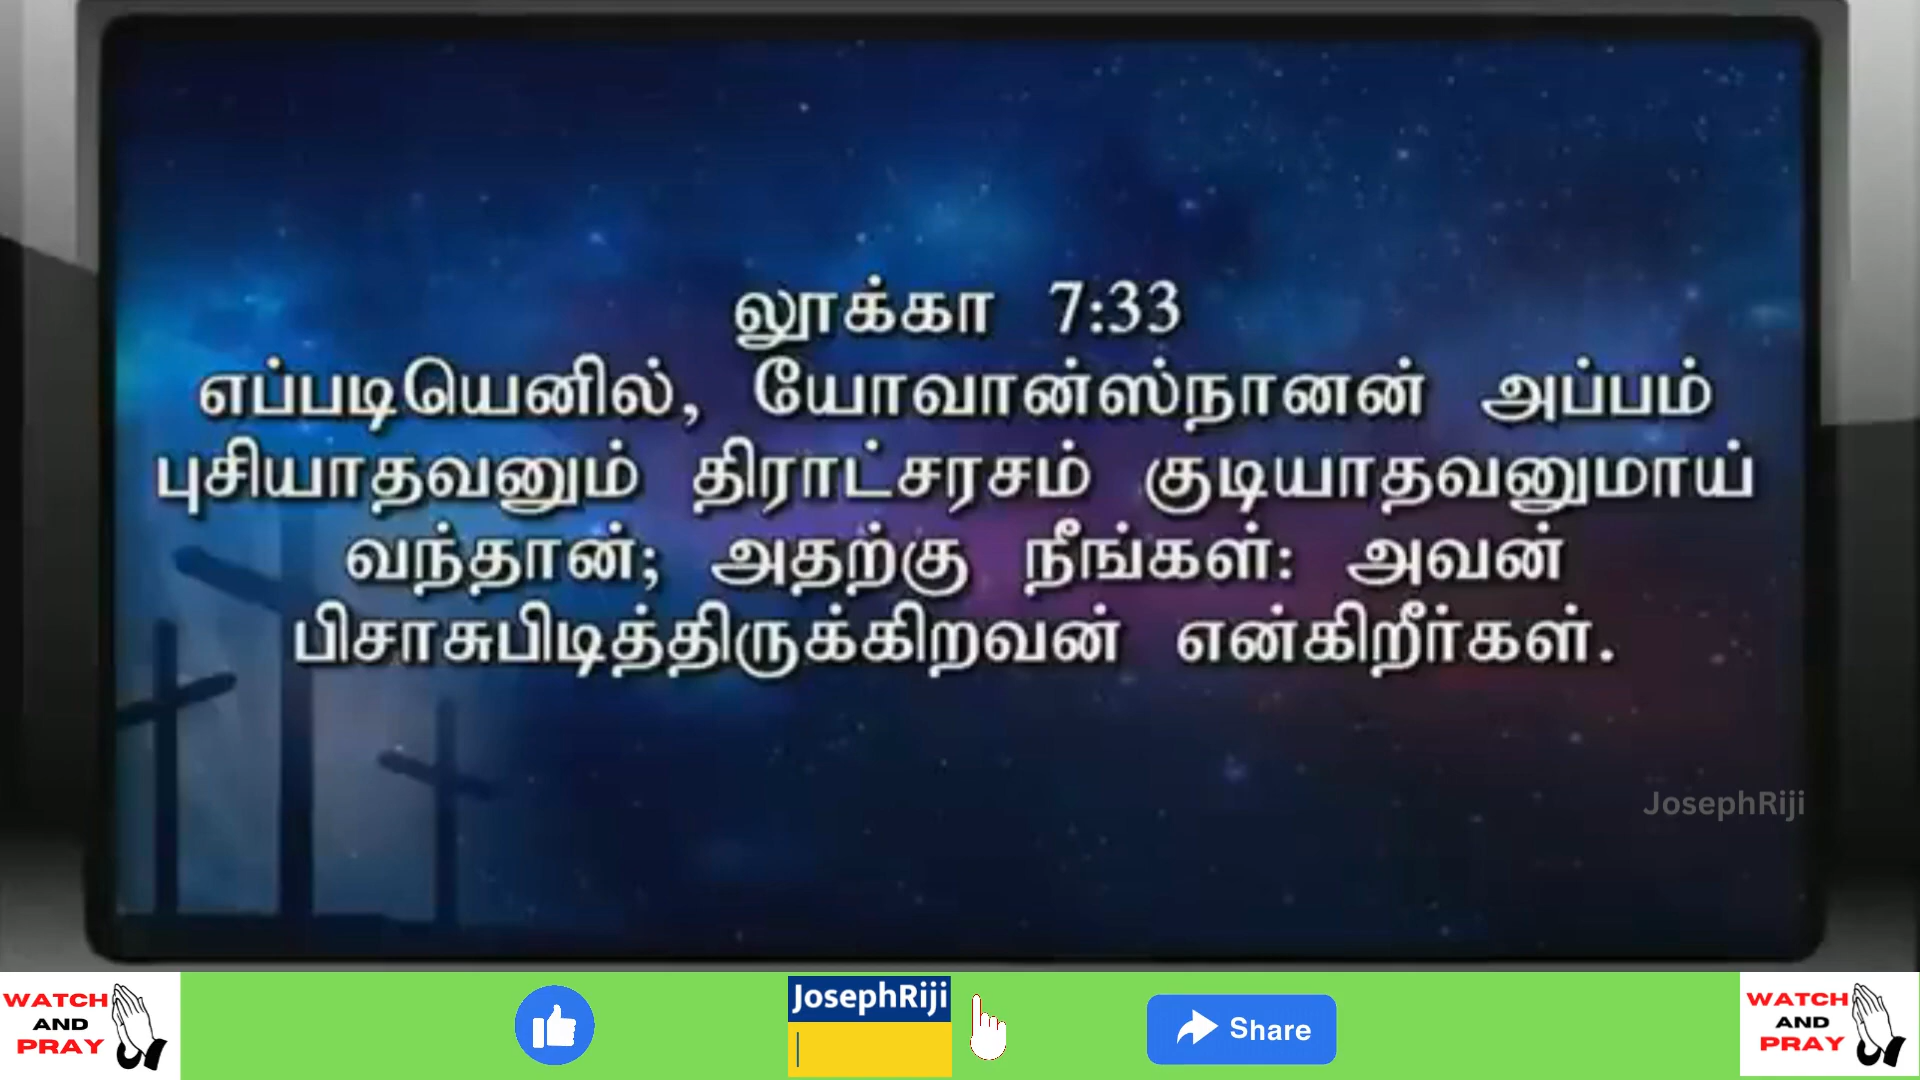 லூக்கா 7:33
எப்படியெனில், யோவான்ஸ்நானன் அப்பம்
புசியாதவனும் திராட்சரசம் குடியாதவனுமாய்
வந்தான்; அதற்கு நீங்கள்: அவன்
பிசாசுபிடித்திருக்கிறவன் என்கிறீர்கள்.
JosephRiji
WATCH
AND
PRAY
JosephRiji
Share
WATCH
AND
PRAY